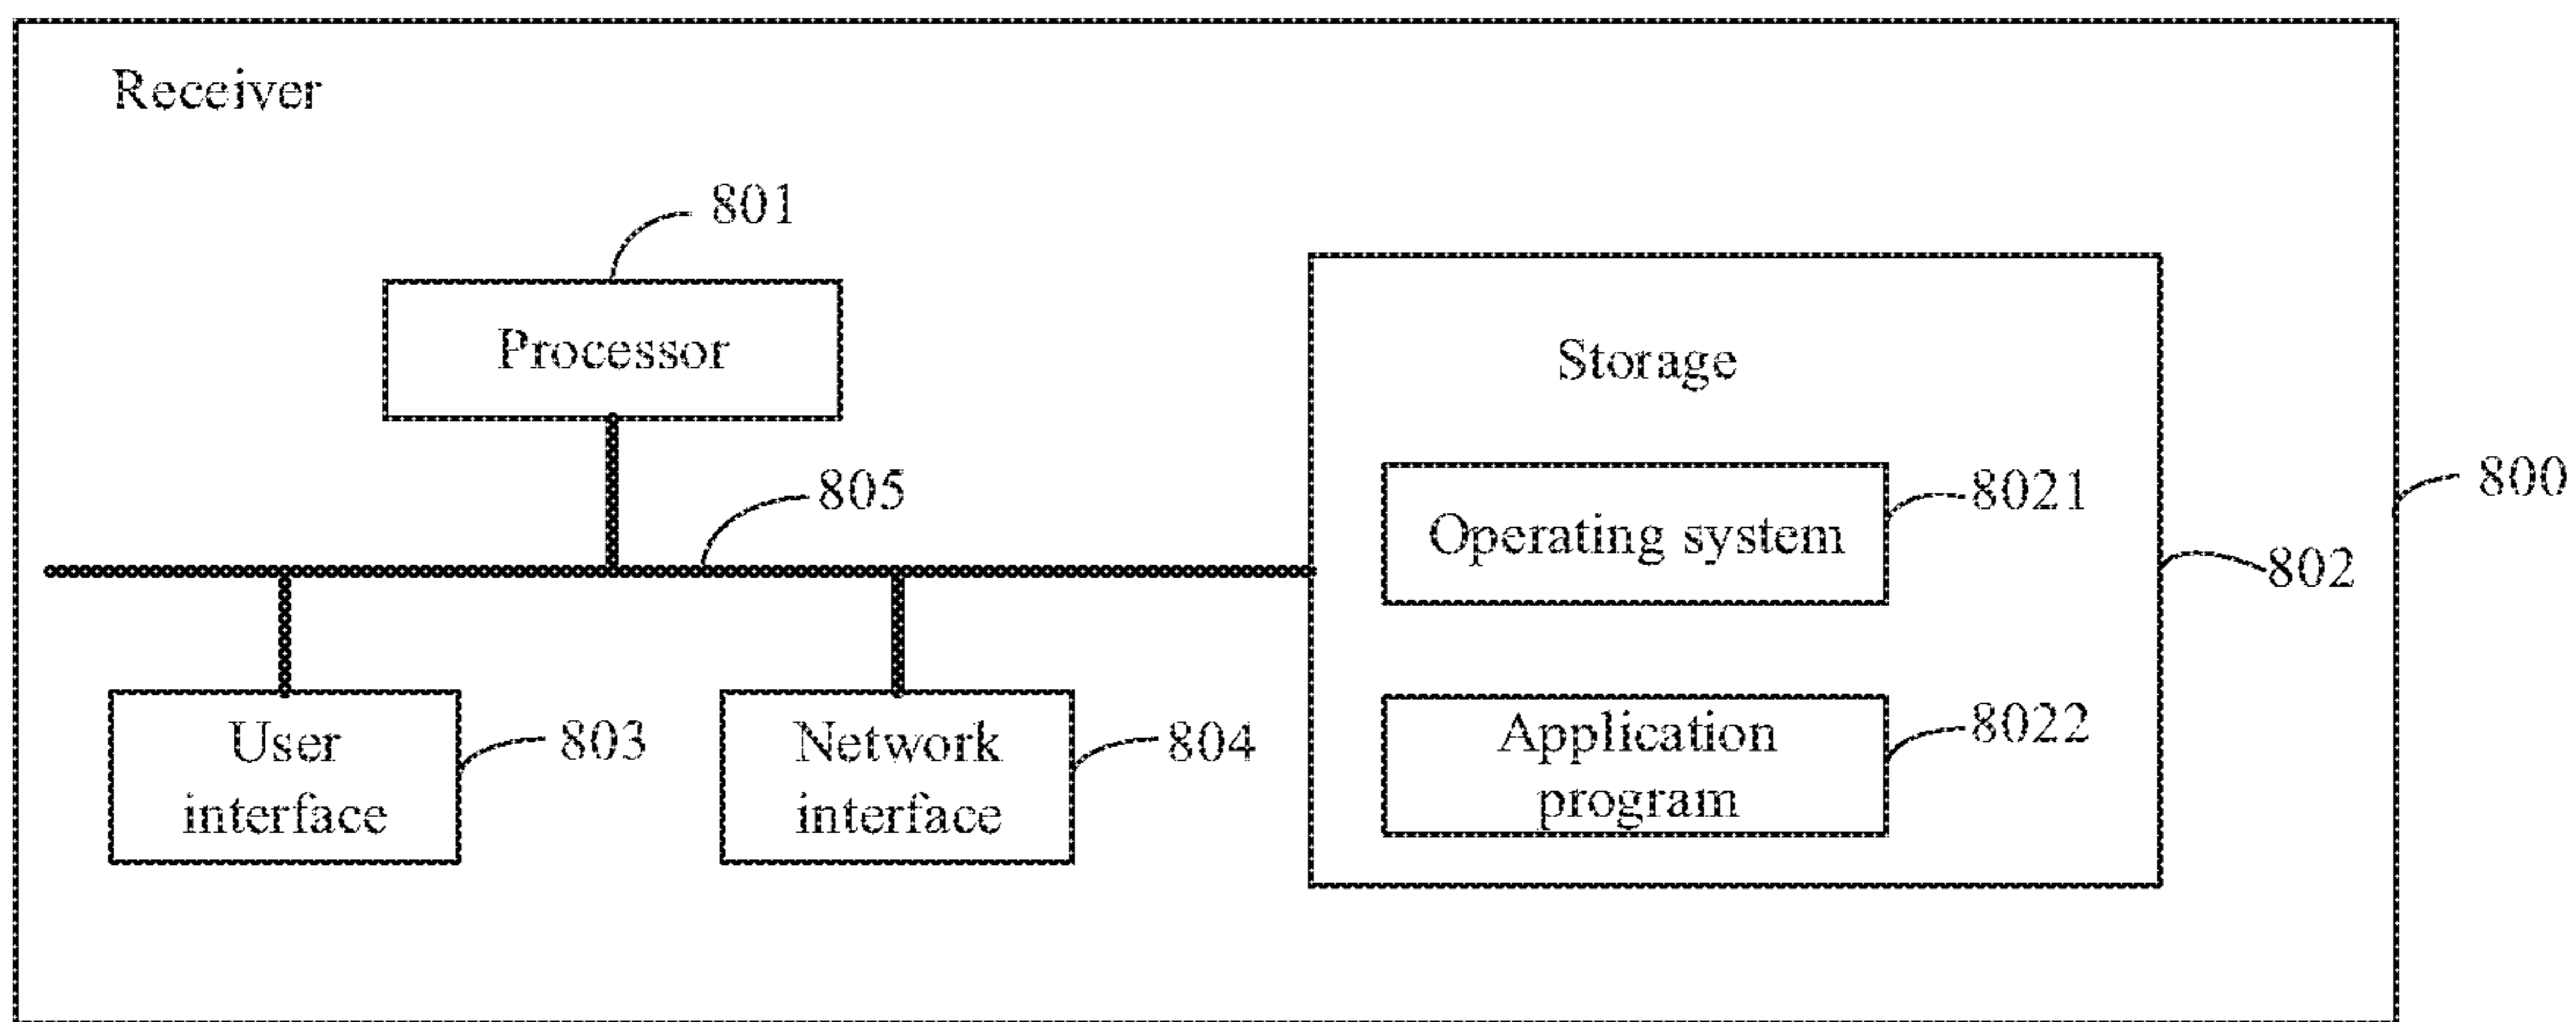 Receiver
801
Processor
Storage
805
Operating system
8021
800
802
User
interface
803
Network
interface
804
Application
program
8022